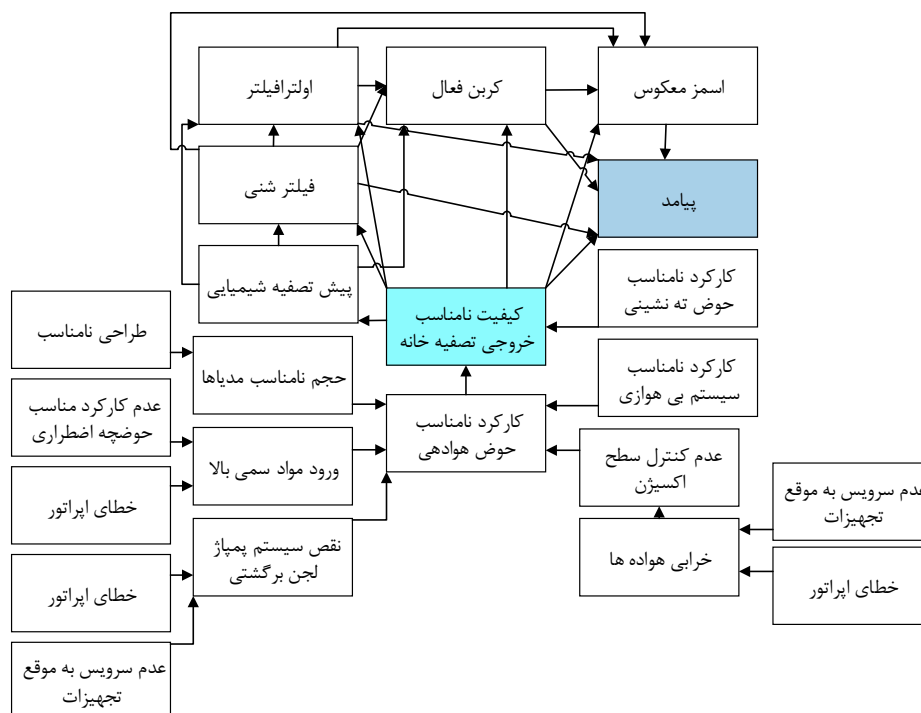 اسمز معکوس
کربن فعال
اولترافیلتر
فیلتر شنی
پیامد
پیش تصفیه شیمیایی
کارکرد نامناسب
حوض ته نشینی
کیفیت نامناسب
خروجی تصفیه خانه
طراحی نامناسب
حجم نامناسب مدیاها
کارکرد نامناسب
سیستم بی هوازی
عدم کارکرد مناسب
حوضچه اضطراری
کارکرد نامناسب
حوض هوادهی
ورود مواد سمی بالا
عدم کنترل سطح
اکسیژن
عدم سرویس به موقع
تجهیزات
خطای اپراتور
نقص سیستم پمپاژ
لجن برگشتی
خرابی هواده ها
خطای اپراتور
خطای اپراتور
عدم سرویس به موقع
تجهیزات